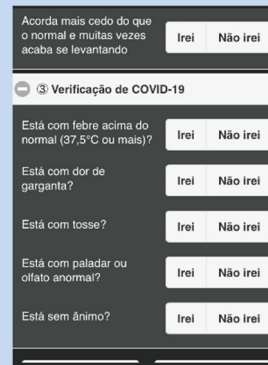 Acorda mais cedo do que
o normal e muitas vezes
acaba se levantando
Irei Não irei
③ Verificação de COVID-19
Está com febre acima do
normal (37,5°C ou mais)?
Irei Não irei
Está com dor de
garganta?
Irei Não irei
Está com tosse?
Irei Não irei
Está com paladar ou
olfato anormal?
Irei Não irei
Está sem ânimo?
Irei Não irei